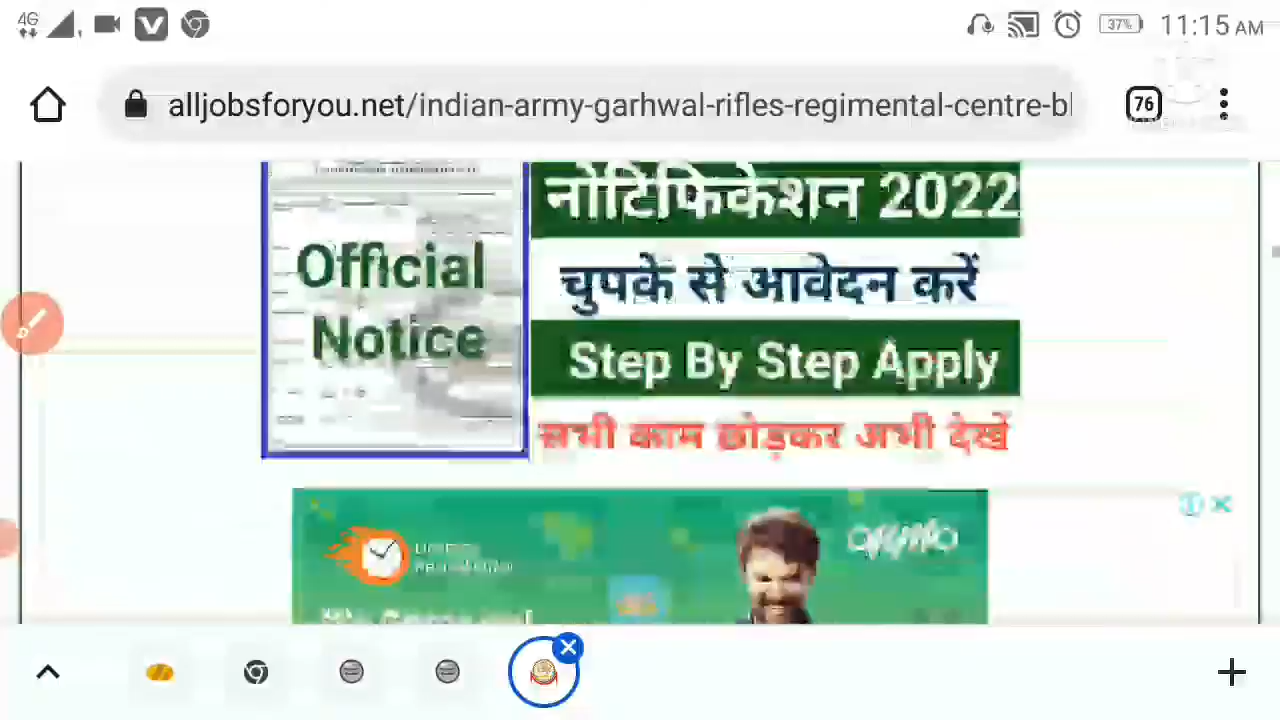 4G
37%
11:15 AM
alljobsforyou.net/indian-army-garhwal-rifles-regimental-centre-bl
76
नोटिफिकेशन 2022
Official
Notice
चुपके से आवेदन करें
Step By Step Apply
सभी काम छोड़कर अभी देखें